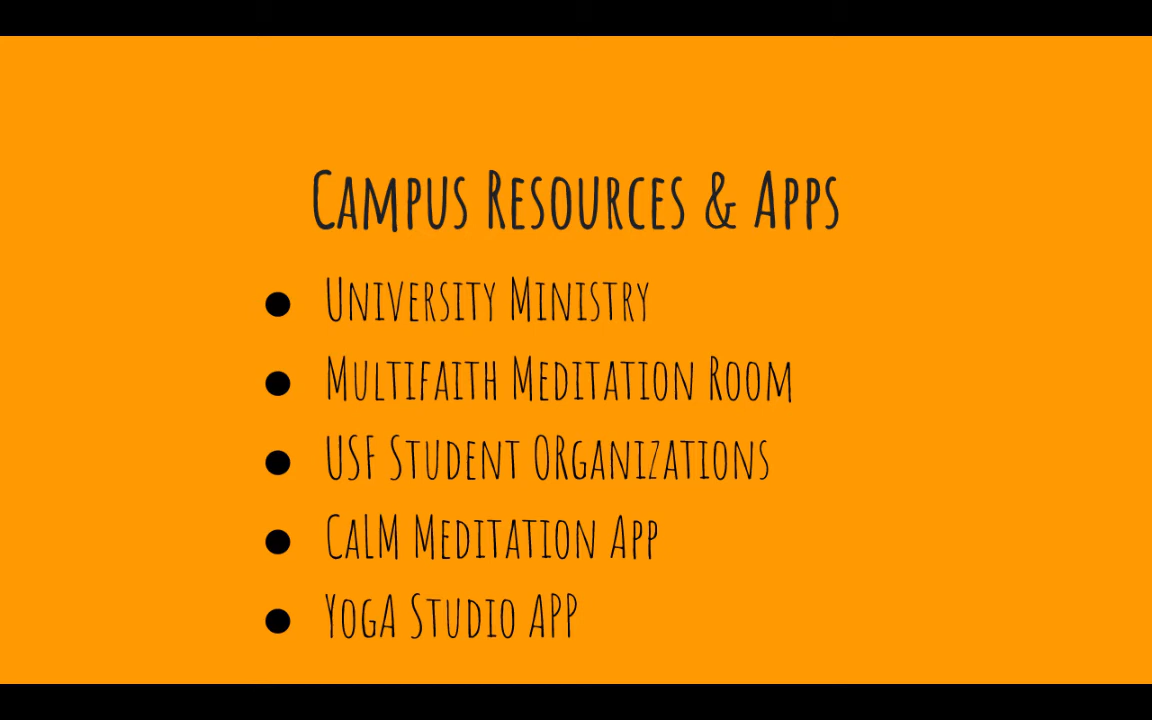 Campus Resources & Apps
● University Ministry
● Multifaith Meditation Room
● USF Student ORganizations
● CaLM Meditation App
● YogA Studio APP